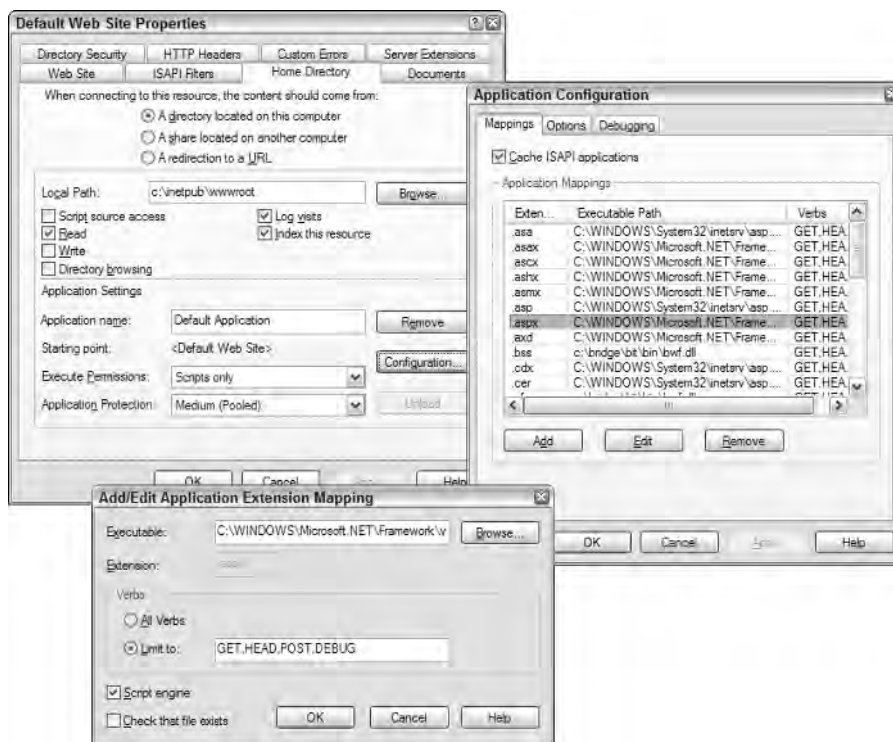 Default Web Site Properties
Directory Security HTTP Headers Custom Errors Server Extensions
Web Site ISAPI Filters Home Directory Documents
When connecting to this resource, the content should come from:
A directory located on this computer
A share located on another computer
A redirection to a URL
Local Path: c:\inetpub\wwwroot Browse...
Script source access Log visits
Read Index this resource
Write
Directory browsing
Application Settings
Application name: Default Application Remove
Starting point: <Default Web Site> Configuration...
Execute Permissions: Scripts only
Application Protection: Medium (Pooled) Unload
OK Cancel Help
Application Configuration
Mappings Options Debugging
Cache ISAPI applications
Application Mappings
Exten... Executable Path Verbs
.asa C:\WINDOWS\System32\inetsrv\asp.... GET,HEA
.asax C:\WINDOWS\Microsoft.NET\Frame... GET,HEA
.ascx C:\WINDOWS\Microsoft.NET\Frame... GET,HEA
.ashx C:\WINDOWS\Microsoft.NET\Frame... GET,HEA
.asmx C:\WINDOWS\Microsoft.NET\Frame... GET,HEA
.asp C:\WINDOWS\System32\inetsrv\asp.... GET,HEA
.aspx C:\WINDOWS\Microsoft.NET\Frame... GET,HEA
.axd C:\WINDOWS\Microsoft.NET\Frame... GET,HEA
.bss c:\bridge\bt\bin\bwf.dll GET,HEA
.cdx C:\WINDOWS\System32\inetsrv\asp.... GET,HEA
.cer C:\WINDOWS\System32\inetsrv\asp.... GET,HEA
Add Edit Remove
OK Cancel Help
Add/Edit Application Extension Mapping
Executable: C:\WINDOWS\Microsoft.NET\Framework\v Browse...
Extension:
Verbs
All Verbs
Limit to: GET,HEAD,POST,DEBUG
Script engine
Check that file exists OK Cancel Help